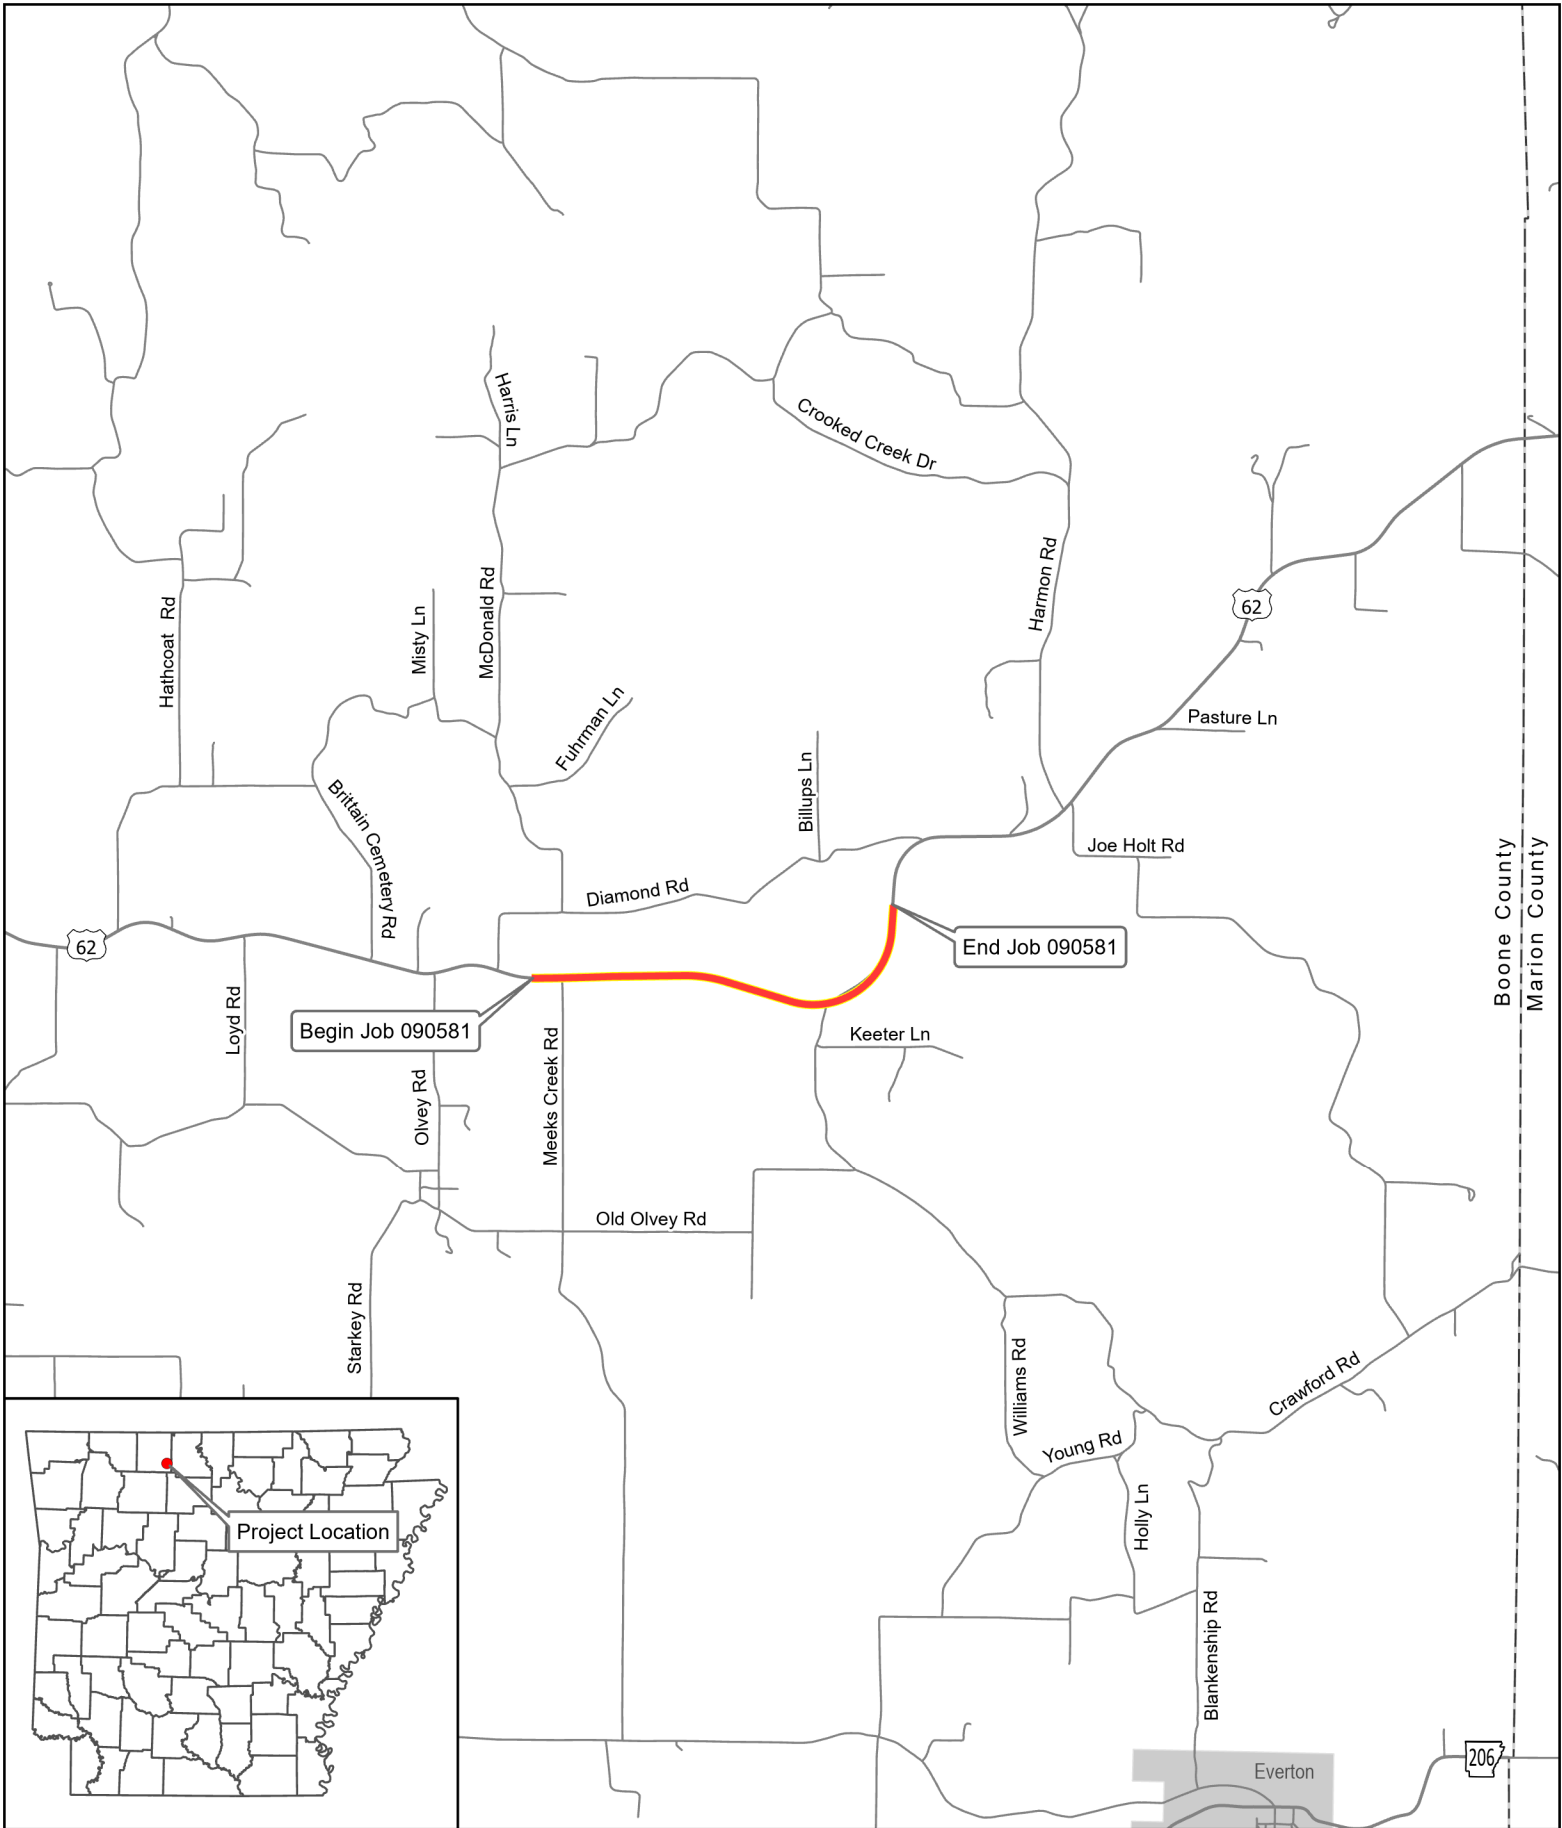 Harris Ln
Crooked Creek Dr
Harmon Rd
McDonald Rd
Hathcoat Rd
Misty Ln
62
Fuhrman Ln
Pasture Ln
Billups Ln
Brittain Cemetery Rd
Joe Holt Rd
Boone County
Marion County
Diamond Rd
62
End Job 090581
Loyd Rd
Begin Job 090581
Keeter Ln
Olvey Rd
Meeks Creek Rd
Old Olvey Rd
Starkey Rd
Williams Rd
Crawford Rd
Young Rd
Holly Ln
Project Location
Blankenship Rd
206
Everton